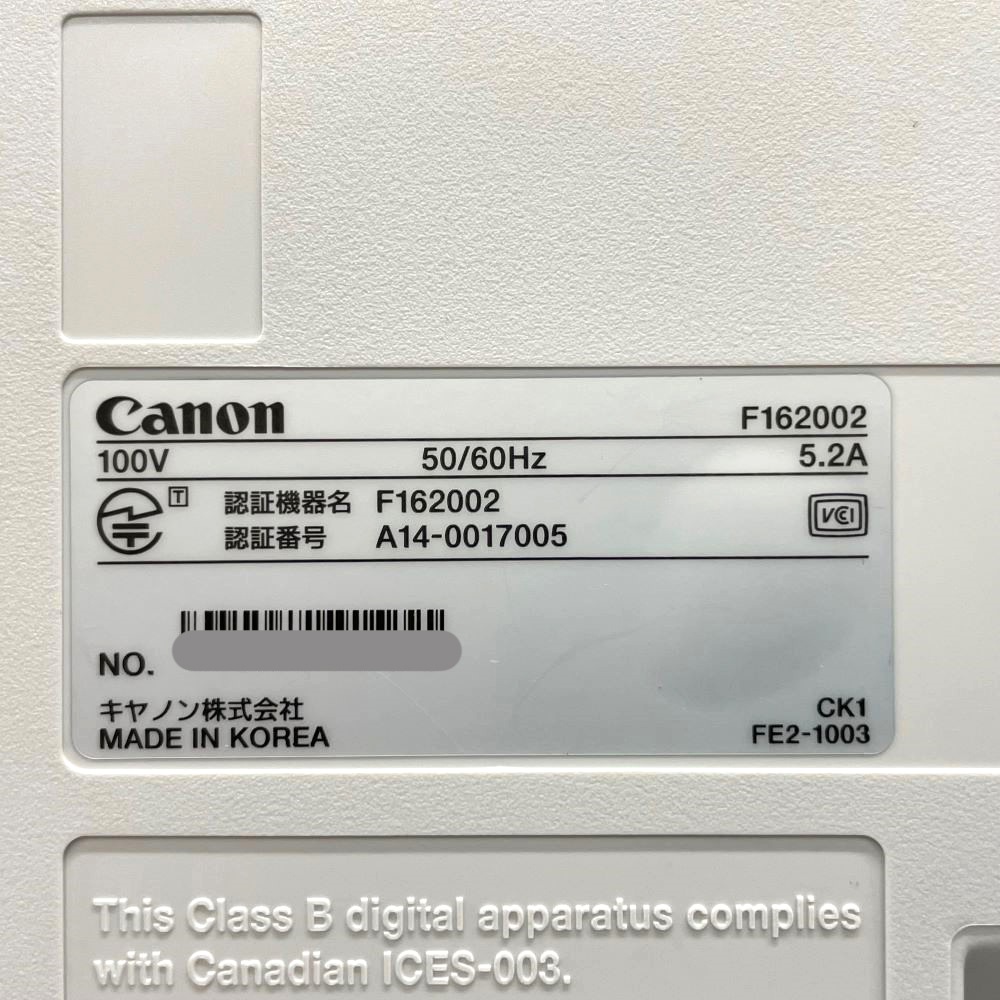 Canon F162002
100V 50/60Hz 5.2A
T 認証機器名 F162002
認証番号 A14-0017005
VCI
NO.
キヤノン株式会社 CK1
MADE IN KOREA FE2-1003
This Class B digital apparatus complies
with Canadian ICES-003.